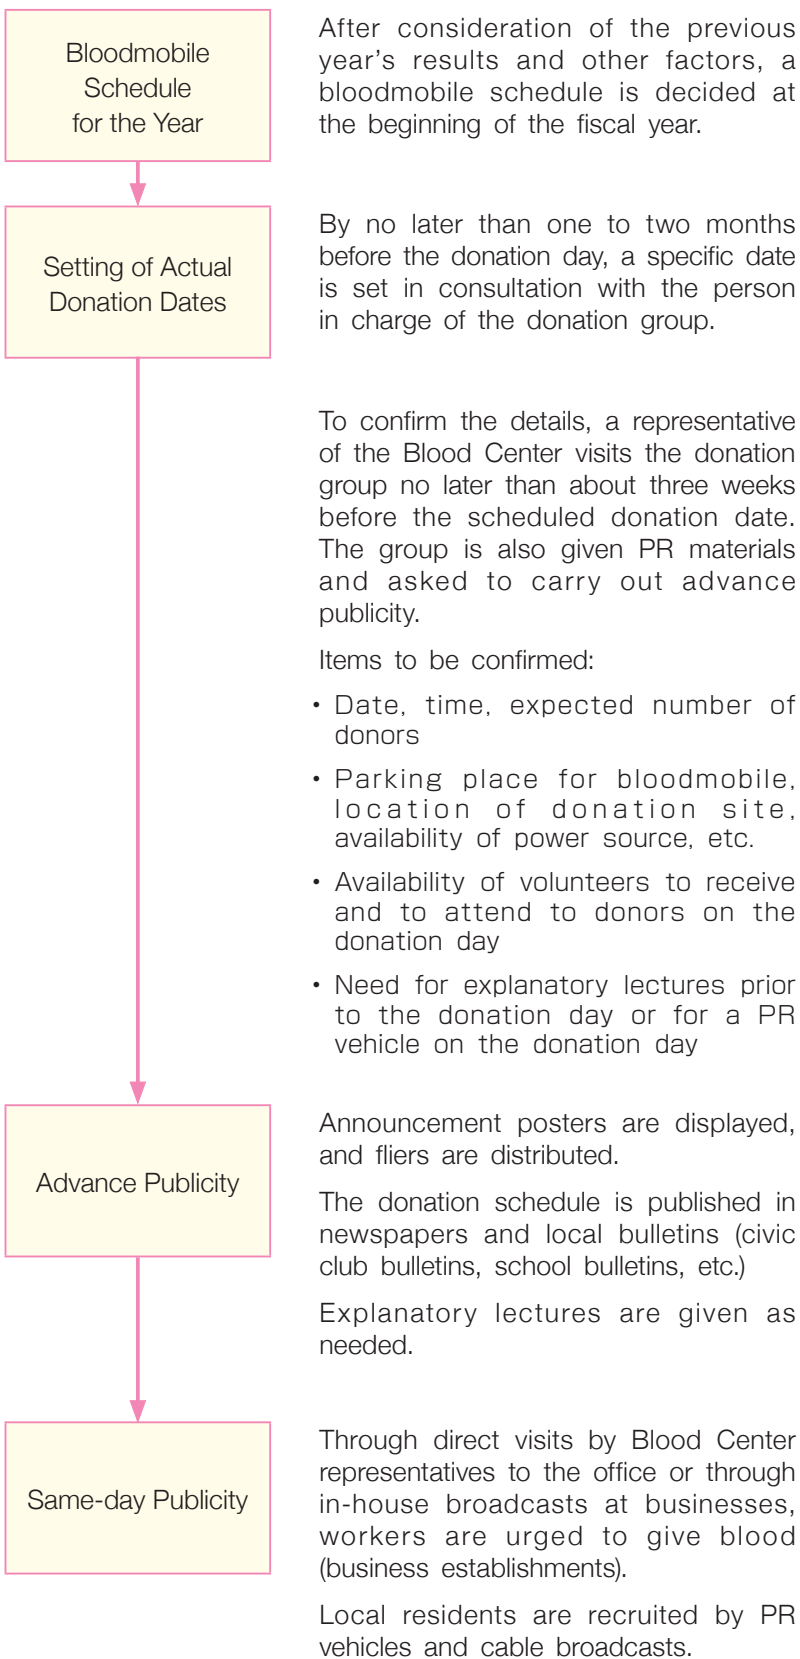 Bloodmobile
Schedule
for the Year
After consideration of the previous
year's results and other factors, a
bloodmobile schedule is decided at
the beginning of the fiscal year.
Setting of Actual
Donation Dates
By no later than one to two months
before the donation day, a specific date
is set in consultation with the person
in charge of the donation group.
To confirm the details, a representative
of the Blood Center visits the donation
group no later than about three weeks
before the scheduled donation date.
The group is also given PR materials
and asked to carry out advance
publicity.
Items to be confirmed:
・Date, time, expected number of
donors
・Parking place for bloodmobile,
location of donation site,
availability of power source, etc.
・Availability of volunteers to receive
and to attend to donors on the
donation day
・Need for explanatory lectures prior
to the donation day or for a PR
vehicle on the donation day
Advance Publicity
Announcement posters are displayed,
and fliers are distributed.
The donation schedule is published in
newspapers and local bulletins (civic
club bulletins, school bulletins, etc.)
Explanatory lectures are given as
needed.
Same-day Publicity
Through direct visits by Blood Center
representatives to the office or through
in-house broadcasts at businesses,
workers are urged to give blood
(business establishments).
Local residents are recruited by PR
vehicles and cable broadcasts.